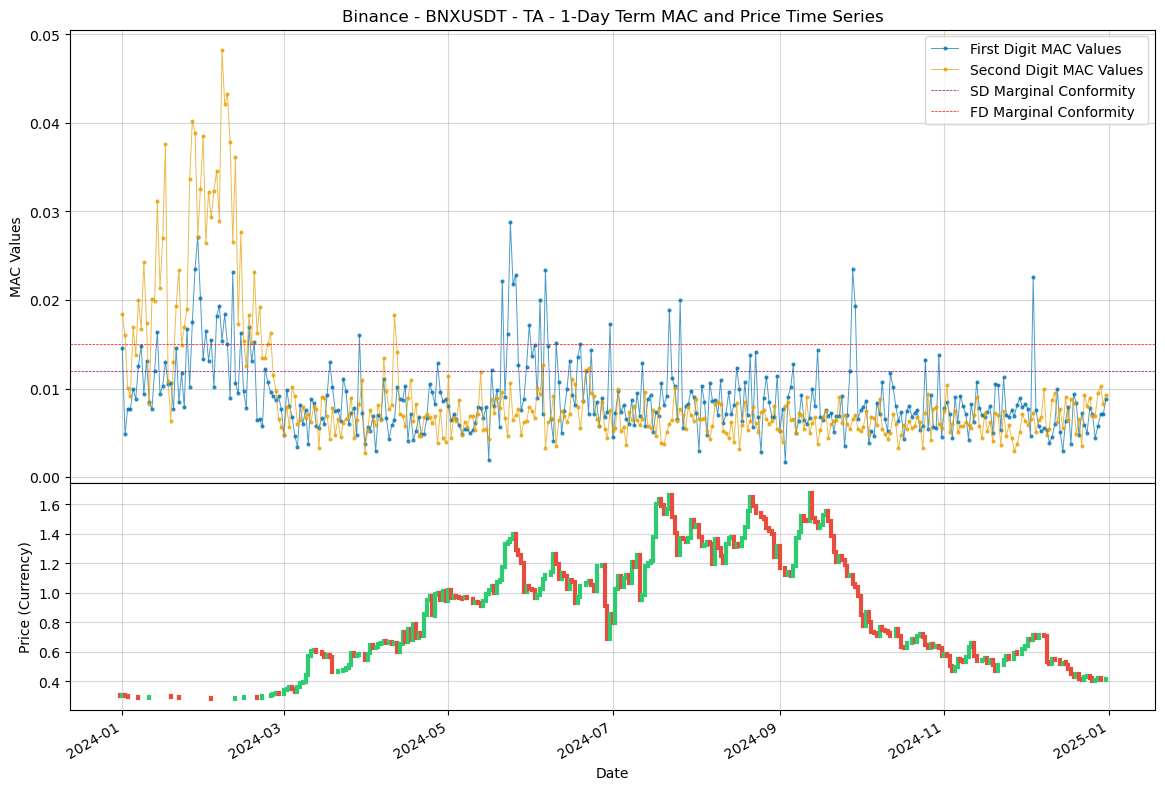 Binance - BNXUSDT - TA - 1-Day Term MAC and Price Time Series
First Digit MAC Values
Second Digit MAC Values
SD Marginal Conformity
FD Marginal Conformity
MAC Values
0.05
0.04
0.03
0.02
0.01
0.00
Price (Currency)
1.6
1.4
1.2
1.0
0.8
0.6
0.4
2024-01
2024-03
2024-05
2024-07
2024-09
2024-11
2025-01
Date